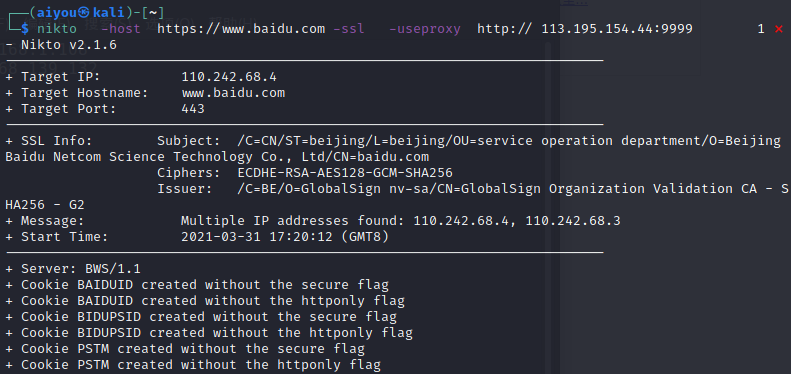 ┌──(aiyou㉿kali)-[~]
└─$ nikto -host https://www.baidu.com -ssl -useproxy http:// 113.195.154.44:9999 1 ⨯
- Nikto v2.1.6
---------------------------------------------------------------------------
+ Target IP: 110.242.68.4
+ Target Hostname: www.baidu.com
+ Target Port: 443
---------------------------------------------------------------------------
+ SSL Info: Subject: /C=CN/ST=beijing/L=beijing/OU=service operation department/O=Beijing
Baidu Netcom Science Technology Co., Ltd/CN=baidu.com
Ciphers: ECDHE-RSA-AES128-GCM-SHA256
Issuer: /C=BE/O=GlobalSign nv-sa/CN=GlobalSign Organization Validation CA - S
HA256 - G2
+ Message: Multiple IP addresses found: 110.242.68.4, 110.242.68.3
+ Start Time: 2021-03-31 17:20:12 (GMT8)
---------------------------------------------------------------------------
+ Server: BWS/1.1
+ Cookie BAIDUID created without the secure flag
+ Cookie BAIDUID created without the httponly flag
+ Cookie BIDUPSID created without the secure flag
+ Cookie BIDUPSID created without the httponly flag
+ Cookie PSTM created without the secure flag
+ Cookie PSTM created without the httponly flag